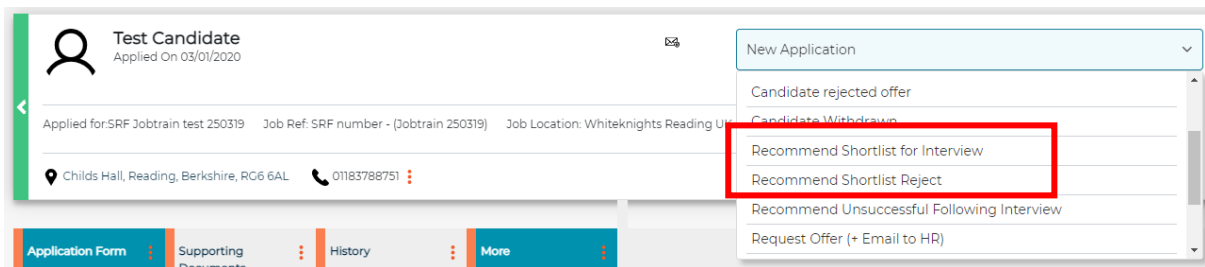 Test Candidate
Applied On 03/01/2020
New Application
Candidate rejected offer
Candidate Withdrawn
Applied for:SRF Jobtrain test 250319 Job Ref: SRF number - (Jobtrain 250319) Job Location: Whiteknights Reading UK
Recommend Shortlist for Interview
Recommend Shortlist Reject
Childs Hall, Reading, Berkshire, RG6 6AL 01183788751
Recommend Unsuccessful Following Interview
Request Offer (+ Email to HR)
Application Form Supporting History More
Documents